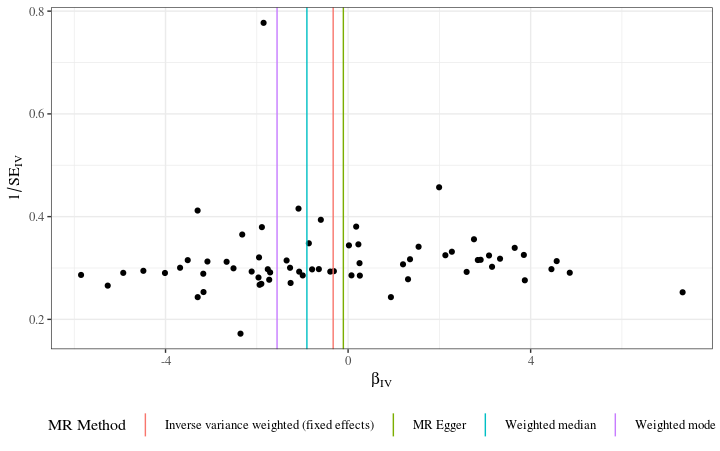 0.8
0.6
0.4
0.2
1/SE_IV
-4 0 4
β_IV
MR Method Inverse variance weighted (fixed effects) MR Egger Weighted median Weighted mode